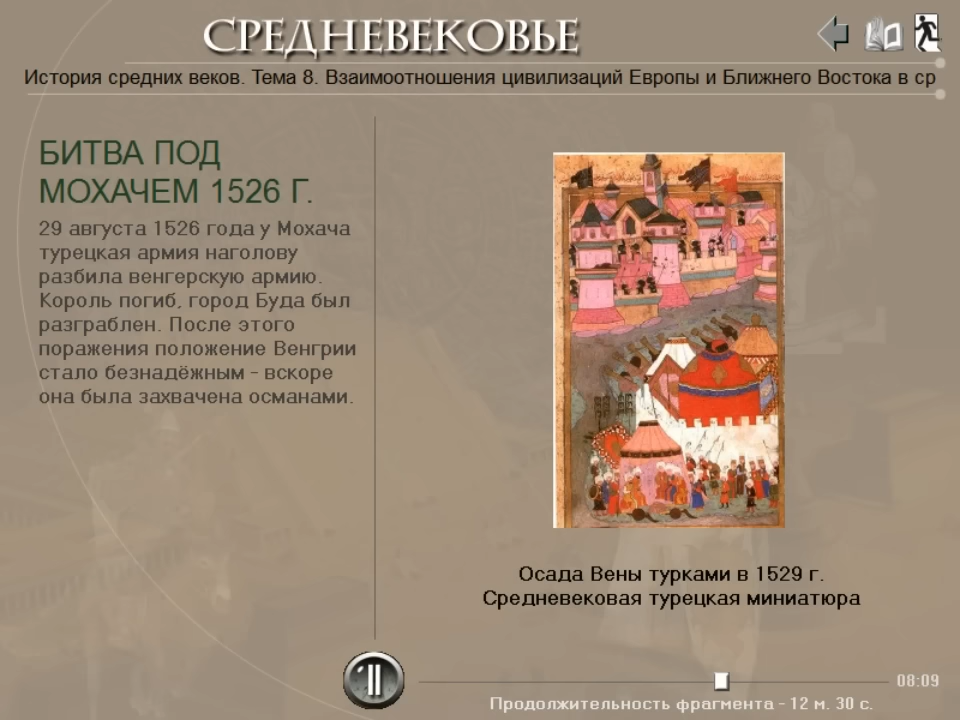 СРЕДНЕВЕКОВЬЕ
История средних веков. Тема 8. Взаимоотношения цивилизаций Европы и Ближнего Востока в ср
БИТВА ПОД
МОХАЧЕМ 1526 Г.
29 августа 1526 года у Мохача
турецкая армия наголову
разбила венгерскую армию.
Король погиб, город Буда был
разграблен. После этого
поражения положение Венгрии
стало безнадёжным - вскоре
она была захвачена османами.
Осада Вены турками в 1529 г.
Средневековая турецкая миниатюра
08:09
Продолжительность фрагмента - 12 м. 30 с.